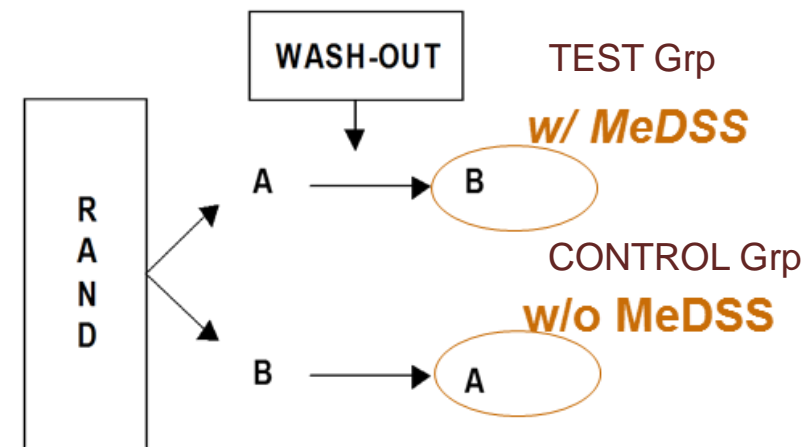 WASH-OUT
TEST Grp
w/ MeDSS
A
B
R
A
N
D
CONTROL Grp
w/o MeDSS
B
A